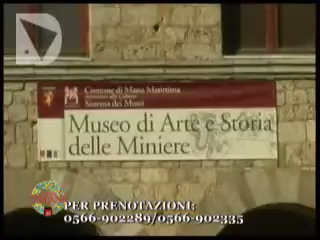 D
Comune di Massa Marittima
Sistema dei Musei
Museo di Arte e Storia
delle Miniere
PER PRENOTAZIONI:
0566-902289/0566-902335